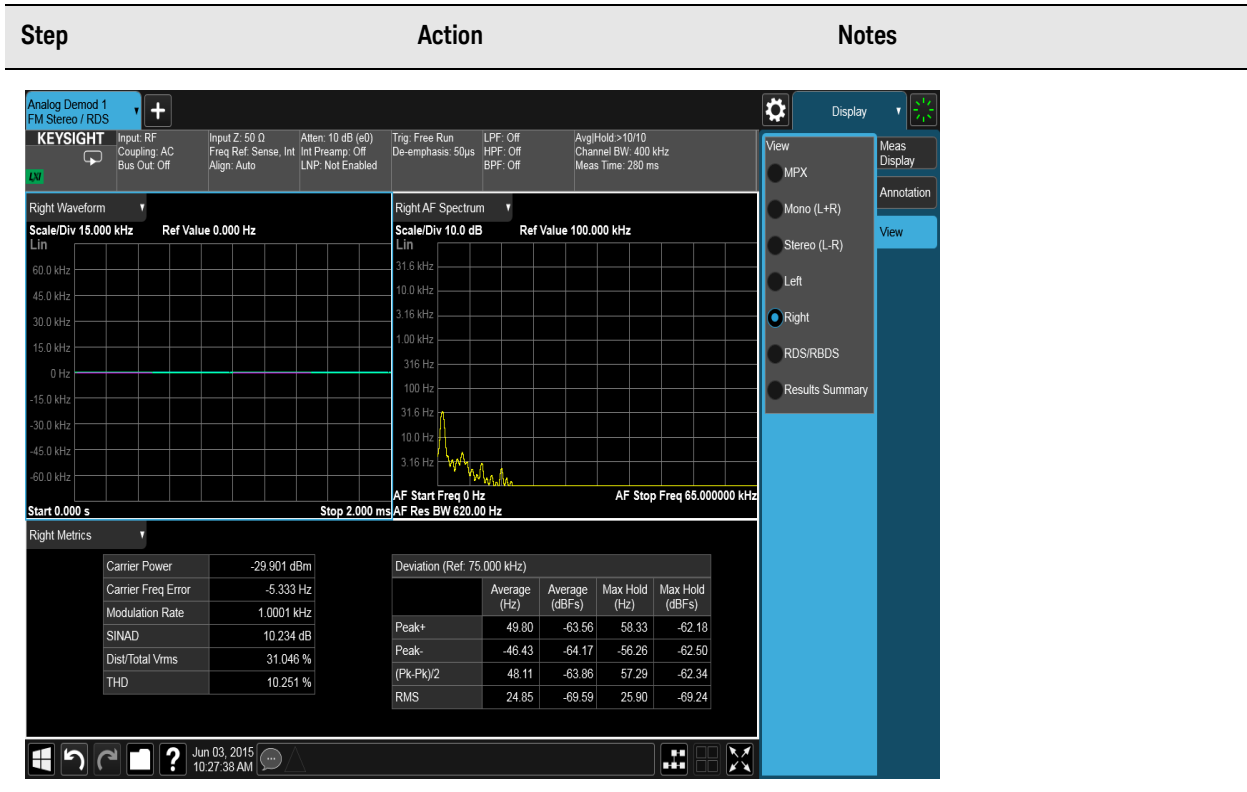 Step Action Notes
Analog Demod 1
FM Stereo / RDS
Display
KEYSIGHT
LXI
Input: RF
Coupling: AC
Bus Out: Off
Input Z: 50 Ω
Freq Ref: Sense, Int
Align: Auto
Atten: 10 dB (e0)
Int Preamp: Off
LNP: Not Enabled
Trig: Free Run
De-emphasis: 50µs
LPF: Off
HPF: Off
BPF: Off
Avg|Hold:>10/10
Channel BW: 400 kHz
Meas Time: 280 ms
Right Waveform
Scale/Div 15.000 kHz Ref Value 0.000 Hz
Lin
60.0 kHz
45.0 kHz
30.0 kHz
15.0 kHz
0 Hz
-15.0 kHz
-30.0 kHz
-45.0 kHz
-60.0 kHz
Start 0.000 s Stop 2.000 ms
Right AF Spectrum
Scale/Div 10.0 dB Ref Value 100.000 kHz
Lin
31.6 kHz
10.0 kHz
3.16 kHz
1.00 kHz
316 Hz
100 Hz
31.6 Hz
10.0 Hz
3.16 Hz
AF Start Freq 0 Hz AF Stop Freq 65.000000 kHz
AF Res BW 620.00 Hz
Right Metrics
Carrier Power -29.901 dBm
Carrier Freq Error -5.333 Hz
Modulation Rate 1.0001 kHz
SINAD 10.234 dB
Dist/Total Vrms 31.046 %
THD 10.251 %
Deviation (Ref: 75.000 kHz)
Average (Hz) Average (dBFs) Max Hold (Hz) Max Hold (dBFs)
Peak+ 49.80 -63.56 58.33 -62.18
Peak- -46.43 -64.17 -56.26 -62.50
(Pk-Pk)/2 48.11 -63.86 57.29 -62.34
RMS 24.85 -69.59 25.90 -69.24
View
MPX
Mono (L+R)
Stereo (L-R)
Left
Right
RDS/RBDS
Results Summary
Meas
Display
Annotation
View
?
Jun 03, 2015
10:27:38 AM